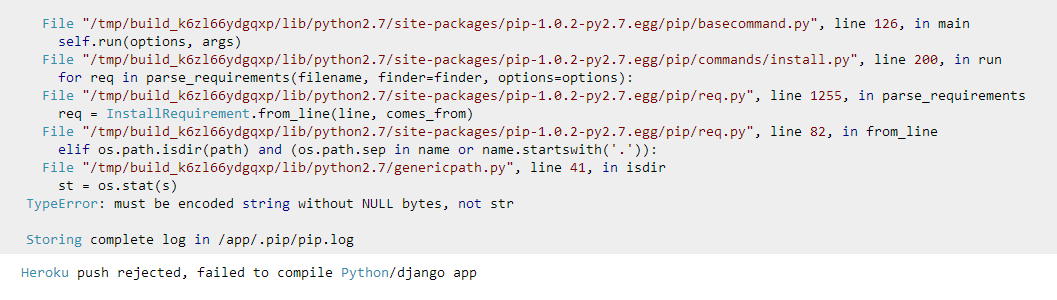 File "/tmp/build_k6zl66ydgqxp/lib/python2.7/site-packages/pip-1.0.2-py2.7.egg/pip/basecommand.py", line 126, in main
self.run(options, args)
File "/tmp/build_k6zl66ydgqxp/lib/python2.7/site-packages/pip-1.0.2-py2.7.egg/pip/commands/install.py", line 200, in run
for req in parse_requirements(filename, finder=finder, options=options):
File "/tmp/build_k6zl66ydgqxp/lib/python2.7/site-packages/pip-1.0.2-py2.7.egg/pip/req.py", line 1255, in parse_requirements
req = InstallRequirement.from_line(line, comes_from)
File "/tmp/build_k6zl66ydgqxp/lib/python2.7/site-packages/pip-1.0.2-py2.7.egg/pip/req.py", line 82, in from_line
elif os.path.isdir(path) and (os.path.sep in name or name.startswith('.')):
File "/tmp/build_k6zl66ydgqxp/lib/python2.7/genericpath.py", line 41, in isdir
st = os.stat(s)
TypeError: must be encoded string without NULL bytes, not str
Storing complete log in /app/.pip/pip.log
Heroku push rejected, failed to compile Python/django app